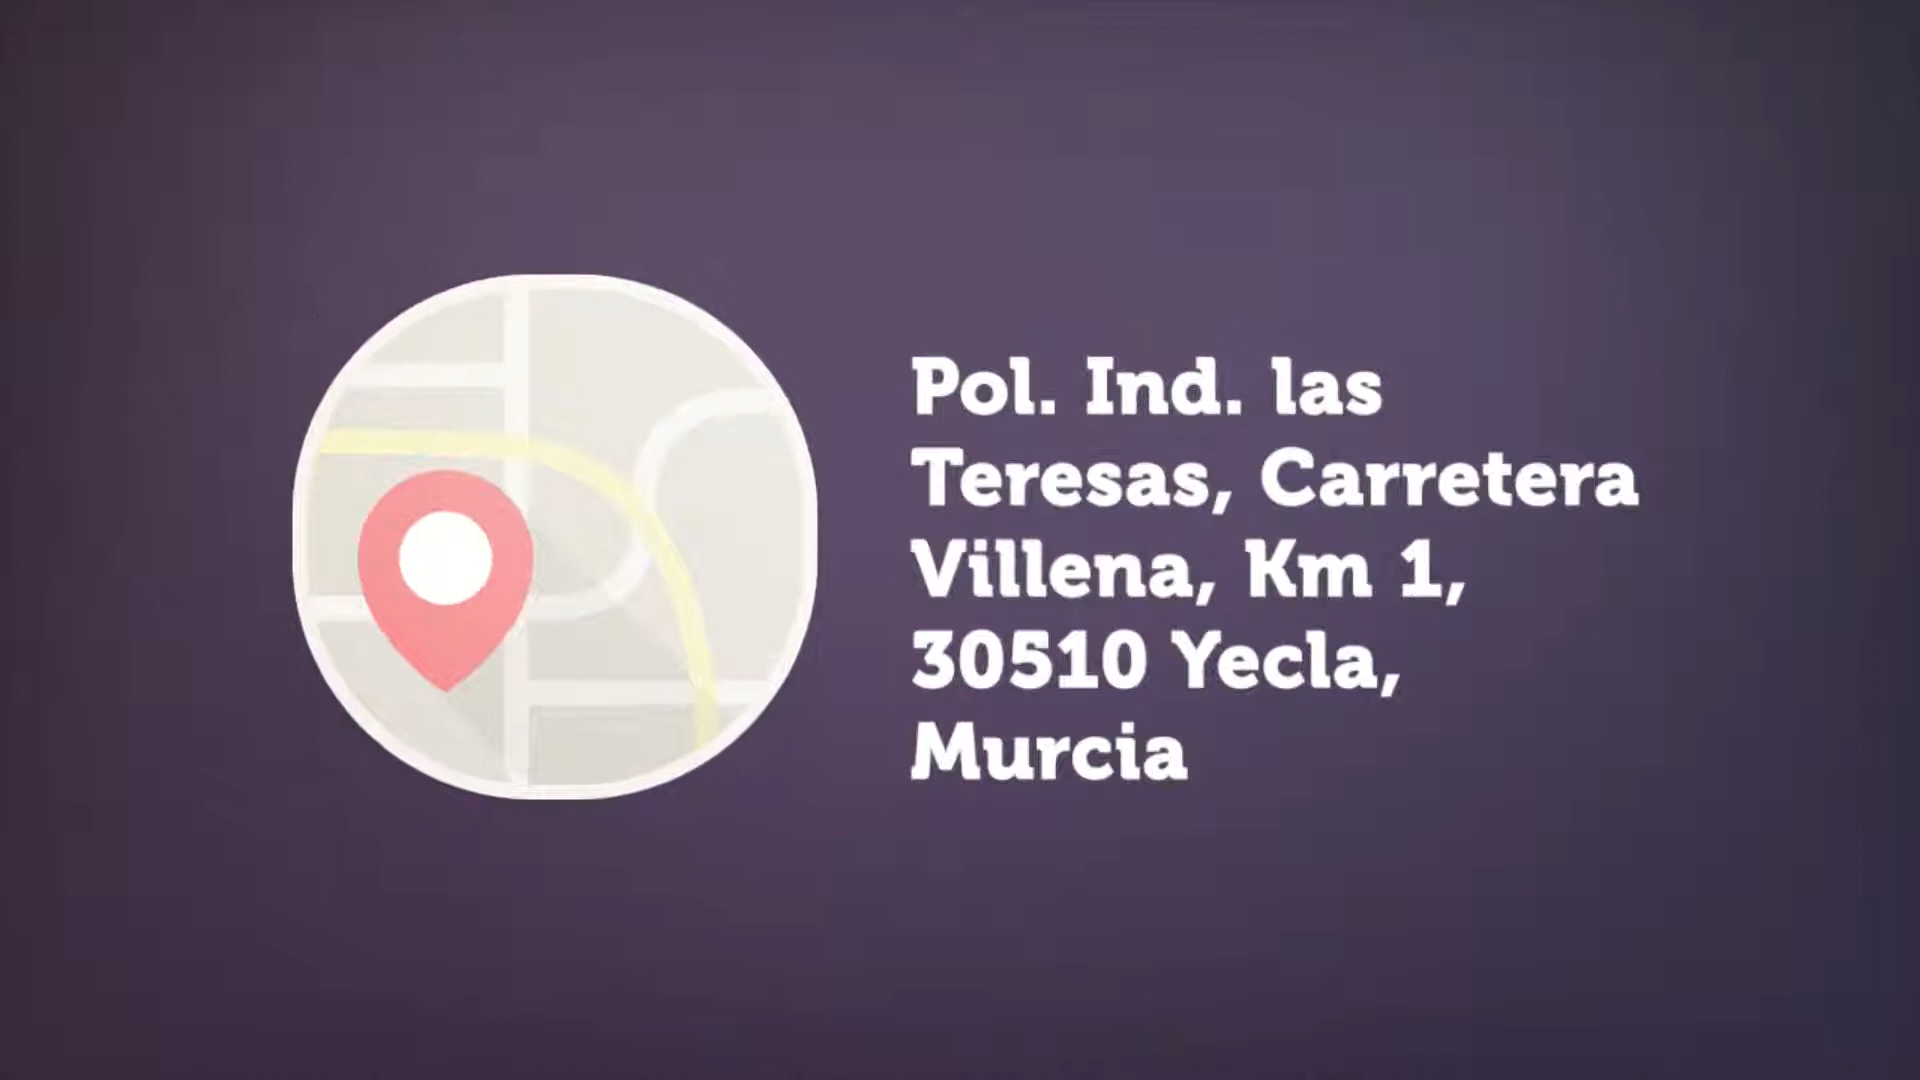 Pol. Ind. las
Teresas, Carretera
Villena, Km 1,
30510 Yecla,
Murcia